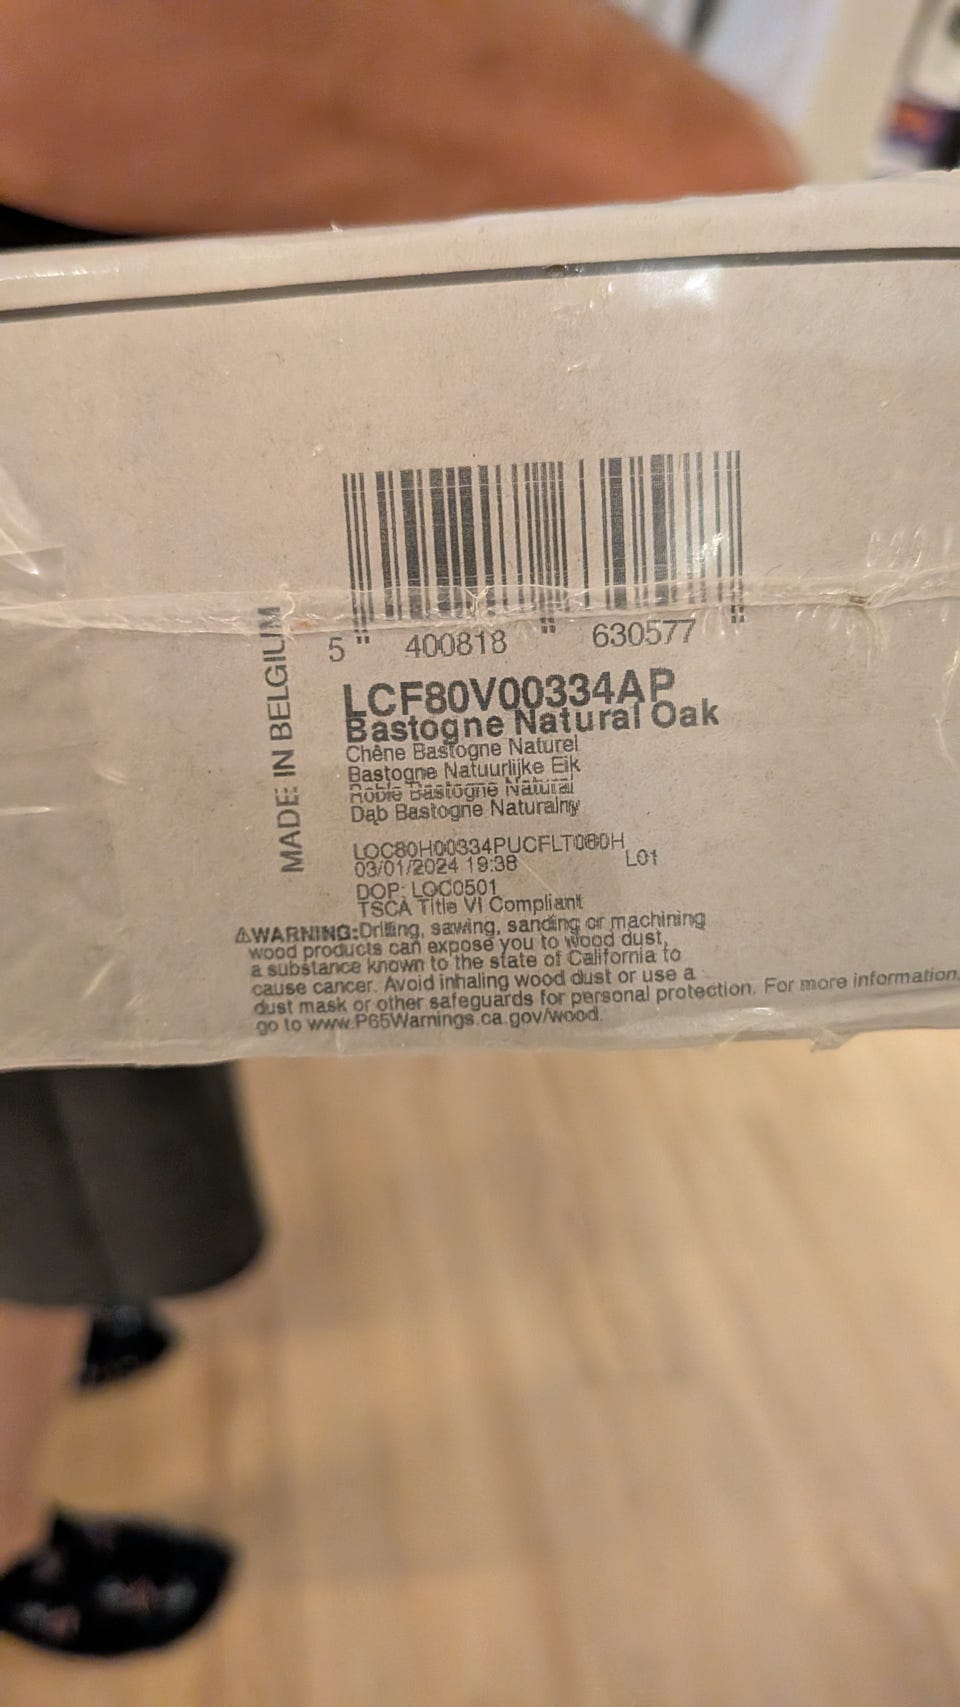 5 400818 630577
MADE IN BELGIUM
LCF80V00334AP
Bastogne Natural Oak
Chêne Bastogne Naturel
Bastogne Natuurlijke Eik
Roble Bastogne Natural
Dąb Bastogne Naturalny
LOC80H00334PUCFLT080H
03/01/2024 19:38 L01
DOP: LOC0501
TSCA Title VI Compliant
⚠WARNING:Drilling, sawing, sanding or machining
wood products can expose you to wood dust,
a substance known to the state of California to
cause cancer. Avoid inhaling wood dust or use a
dust mask or other safeguards for personal protection. For more information,
go to www.P65Warnings.ca.gov/wood.